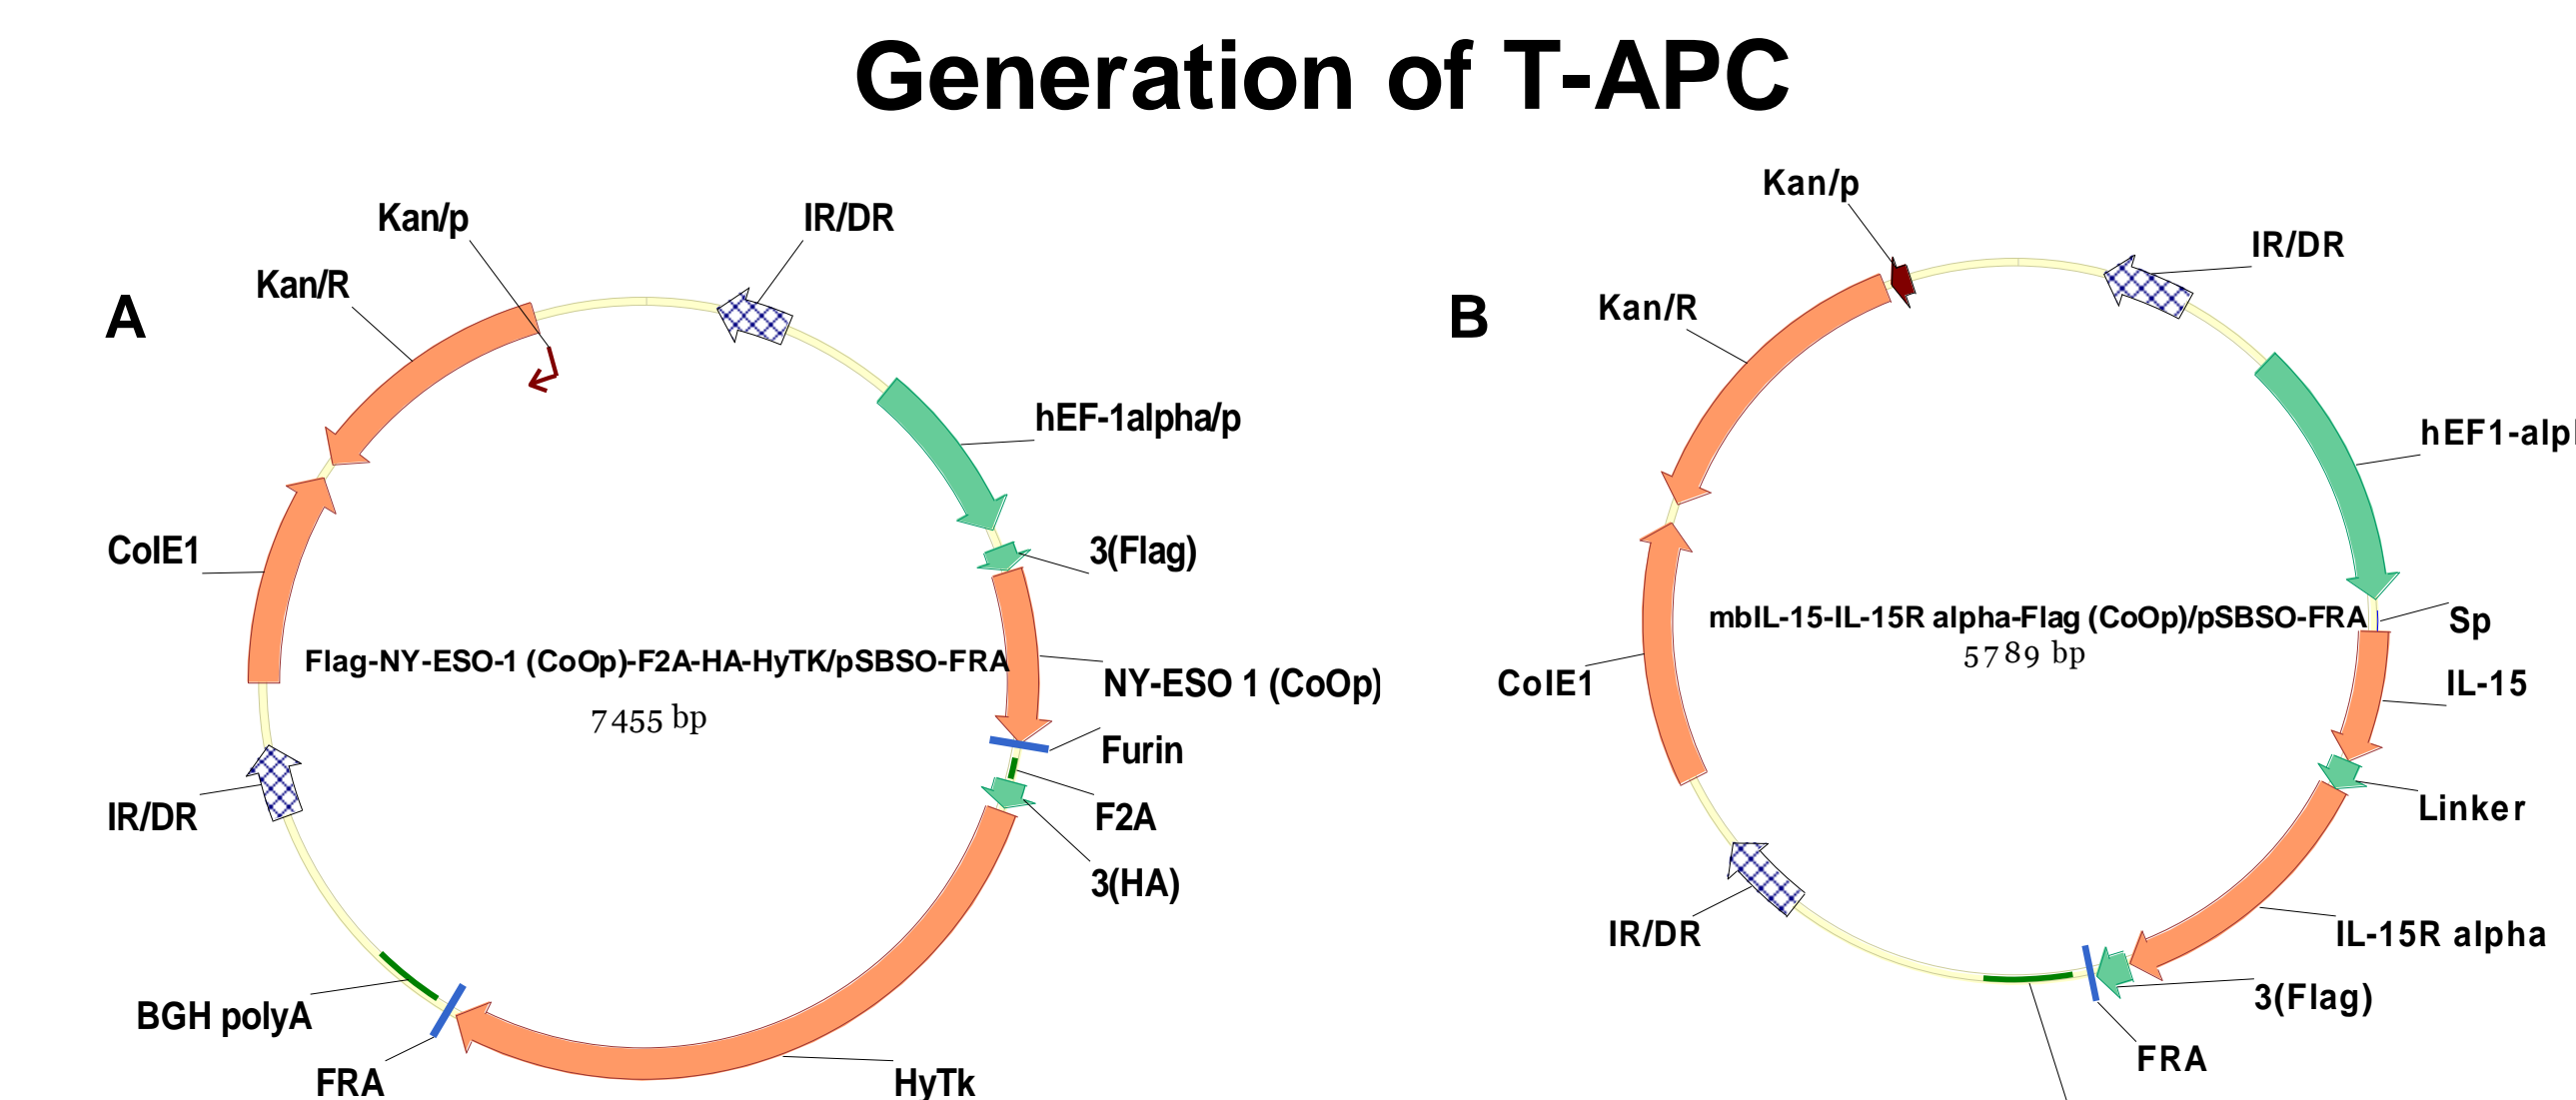 Generation of T-APC
A
Kan/p
IR/DR
Kan/R
hEF-1alpha/p
3(Flag)
ColE1
Flag-NY-ESO-1 (CoOp)-F2A-HA-HyTK/pSBSO-FRA
7455 bp
NY-ESO 1 (CoOp)
Furin
F2A
IR/DR
3(HA)
BGH polyA
FRA
HyTk
B
Kan/p
IR/DR
Kan/R
hEF1-alp
Sp
mbIL-15-IL-15R alpha-Flag (CoOp)/pSBSO-FRA
5789 bp
IL-15
ColE1
Linker
IR/DR
IL-15R alpha
3(Flag)
FRA